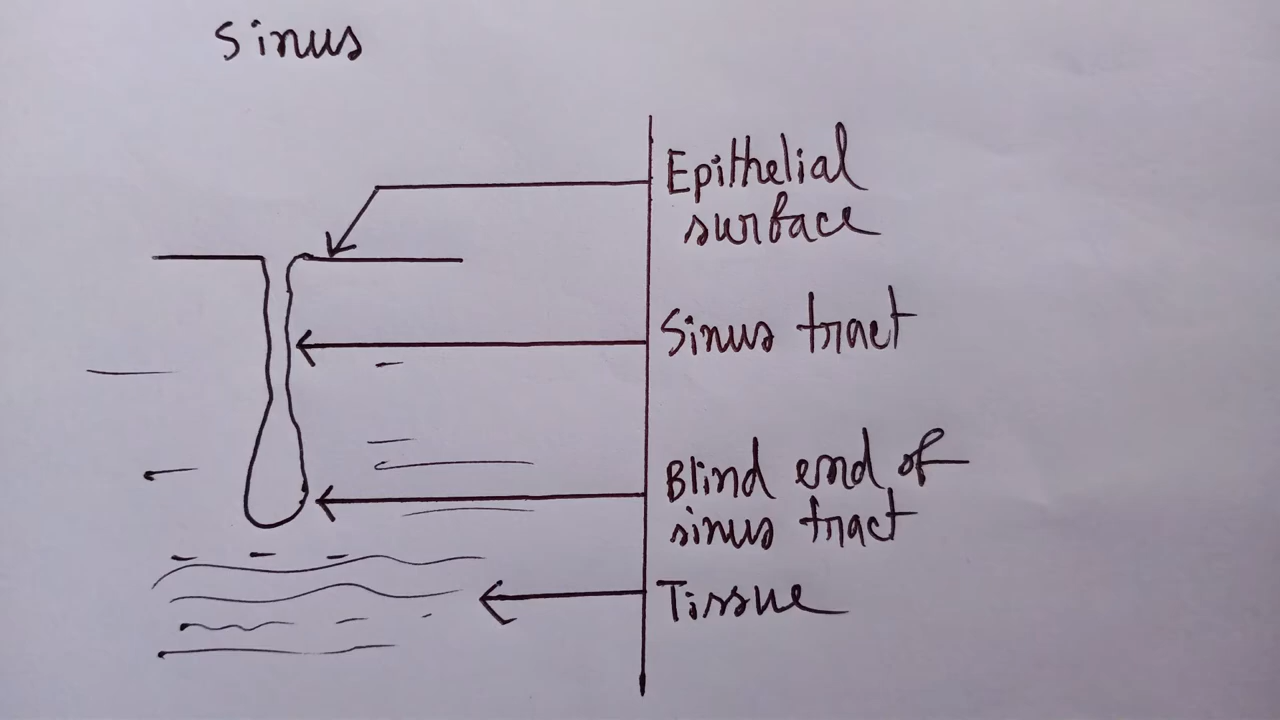 Sinus
Epithelial
surface
Sinus tract
Blind end of
sinus tract
Tissue